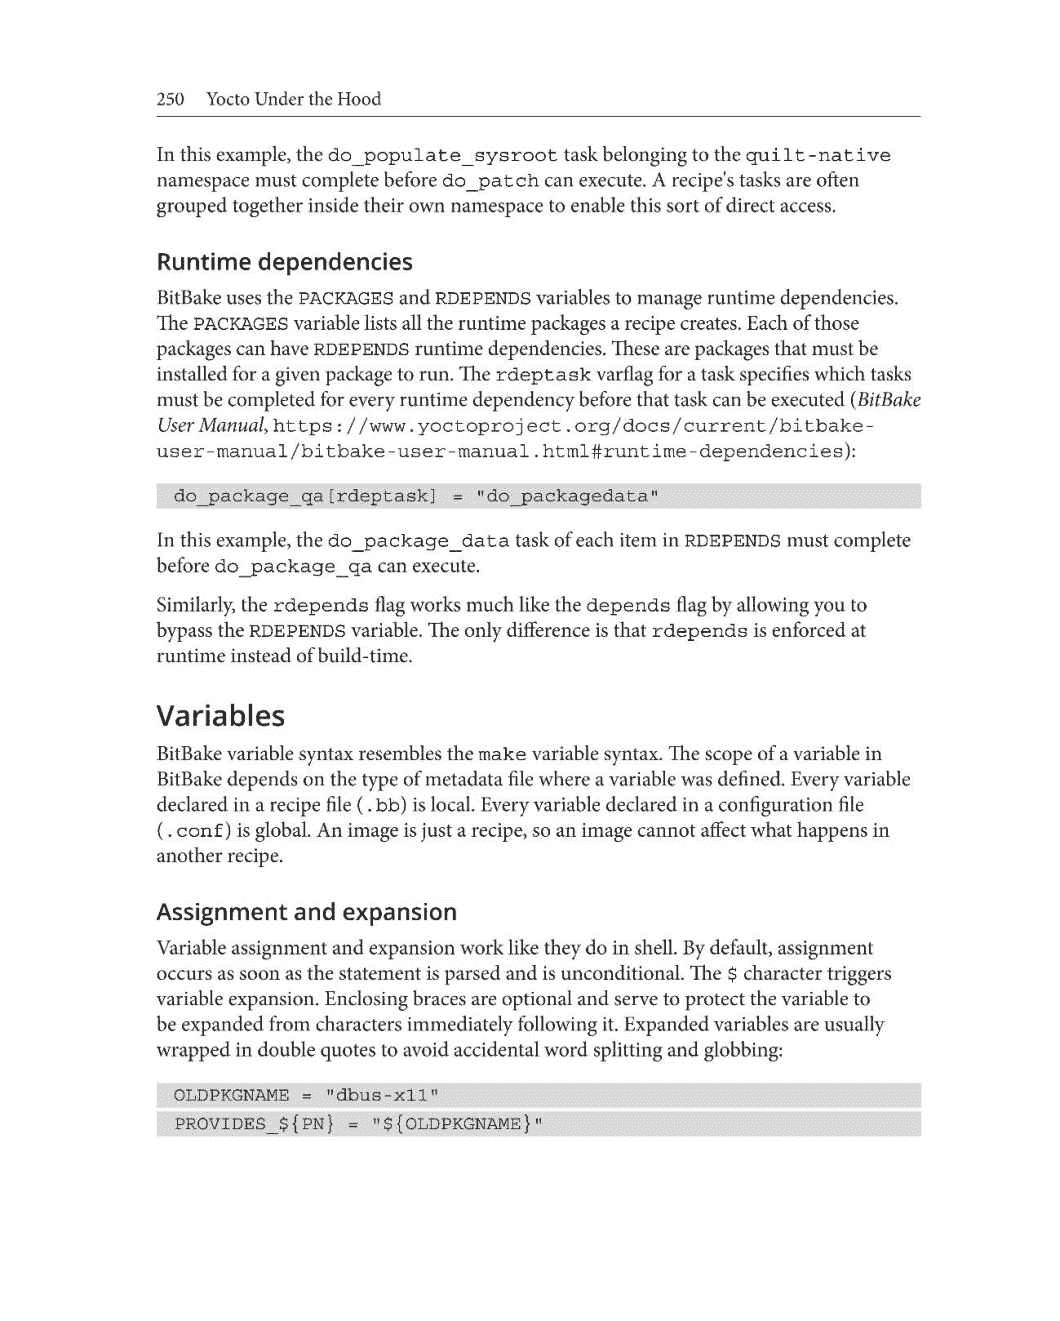 250 Yocto Under the Hood
In this example, the do_populate_sysroot task belonging to the quilt-native
namespace must complete before do_patch can execute. A recipe's tasks are often
grouped together inside their own namespace to enable this sort of direct access.
Runtime dependencies
BitBake uses the PACKAGES and RDEPENDS variables to manage runtime dependencies.
The PACKAGES variable lists all the runtime packages a recipe creates. Each of those
packages can have RDEPENDS runtime dependencies. These are packages that must be
installed for a given package to run. The rdeptask varflag for a task specifies which tasks
must be completed for every runtime dependency before that task can be executed (BitBake
User Manual, https://www.yoctoproject.org/docs/current/bitbake-
user-manual/bitbake-user-manual.html#runtime-dependencies):
do_package_qa[rdeptask] = "do_packagedata"
In this example, the do_package_data task of each item in RDEPENDS must complete
before do_package_qa can execute.
Similarly, the rdepends flag works much like the depends flag by allowing you to
bypass the RDEPENDS variable. The only difference is that rdepends is enforced at
runtime instead of build-time.
Variables
BitBake variable syntax resembles the make variable syntax. The scope of a variable in
BitBake depends on the type of metadata file where a variable was defined. Every variable
declared in a recipe file (.bb) is local. Every variable declared in a configuration file
(.conf) is global. An image is just a recipe, so an image cannot affect what happens in
another recipe.
Assignment and expansion
Variable assignment and expansion work like they do in shell. By default, assignment
occurs as soon as the statement is parsed and is unconditional. The $ character triggers
variable expansion. Enclosing braces are optional and serve to protect the variable to
be expanded from characters immediately following it. Expanded variables are usually
wrapped in double quotes to avoid accidental word splitting and globbing:
OLDPKGNAME = "dbus-x11"
PROVIDES_${PN} = "${OLDPKGNAME}"